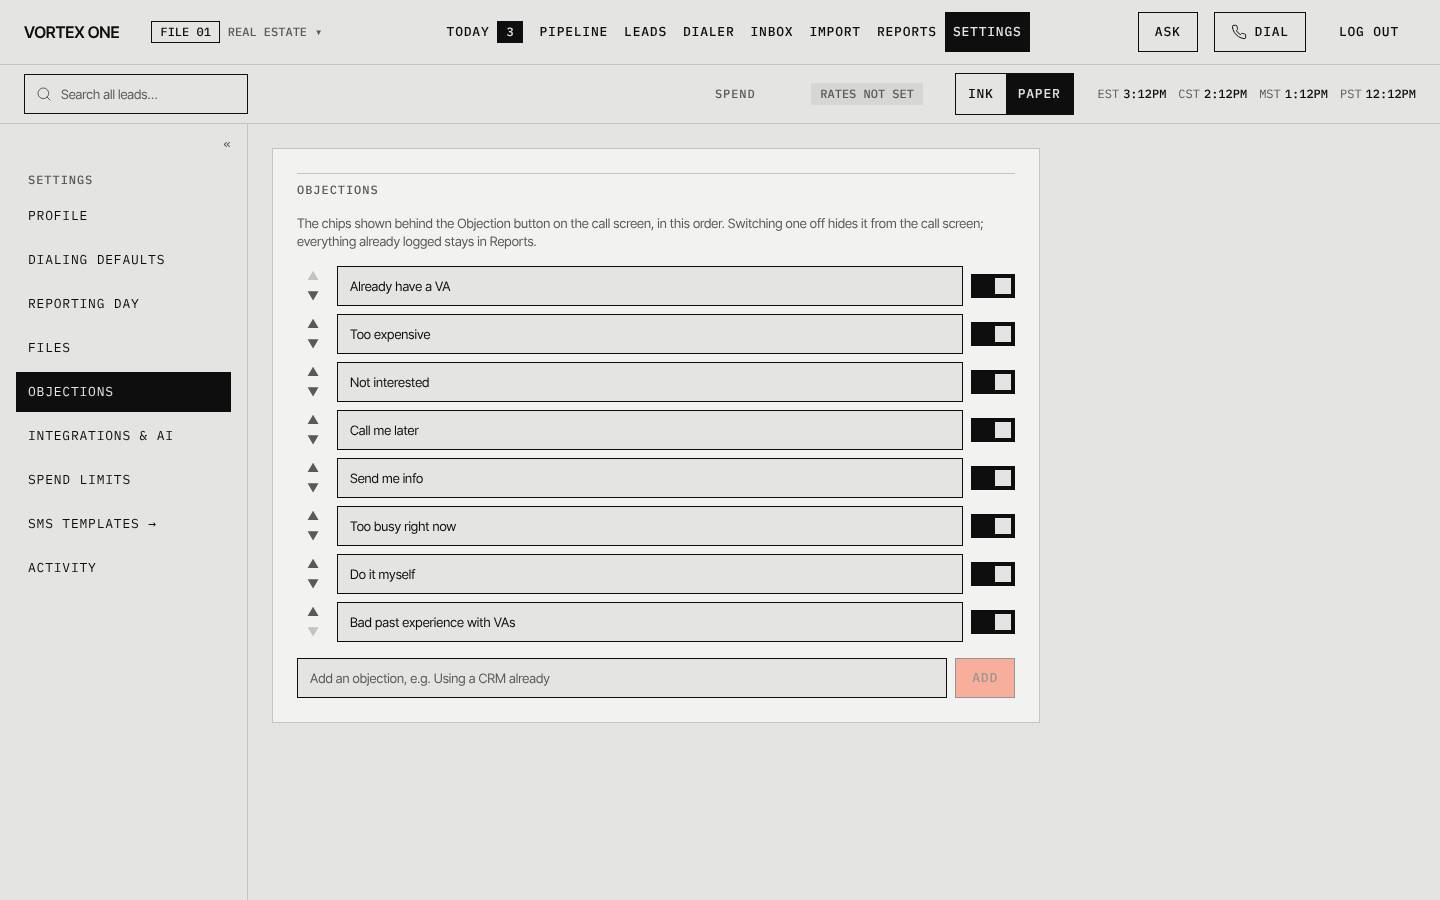 VORTEX ONE
FILE 01 REAL ESTATE ▾
TODAY 3 PIPELINE LEADS DIALER INBOX IMPORT REPORTS SETTINGS
ASK DIAL LOG OUT
Search all leads...
SPEND RATES NOT SET INK PAPER EST 3:12PM CST 2:12PM MST 1:12PM PST 12:12PM
«
SETTINGS
PROFILE
DIALING DEFAULTS
REPORTING DAY
FILES
OBJECTIONS
INTEGRATIONS & AI
SPEND LIMITS
SMS TEMPLATES →
ACTIVITY
OBJECTIONS
The chips shown behind the Objection button on the call screen, in this order. Switching one off hides it from the call screen;
everything already logged stays in Reports.
Already have a VA
Too expensive
Not interested
Call me later
Send me info
Too busy right now
Do it myself
Bad past experience with VAs
Add an objection, e.g. Using a CRM already ADD